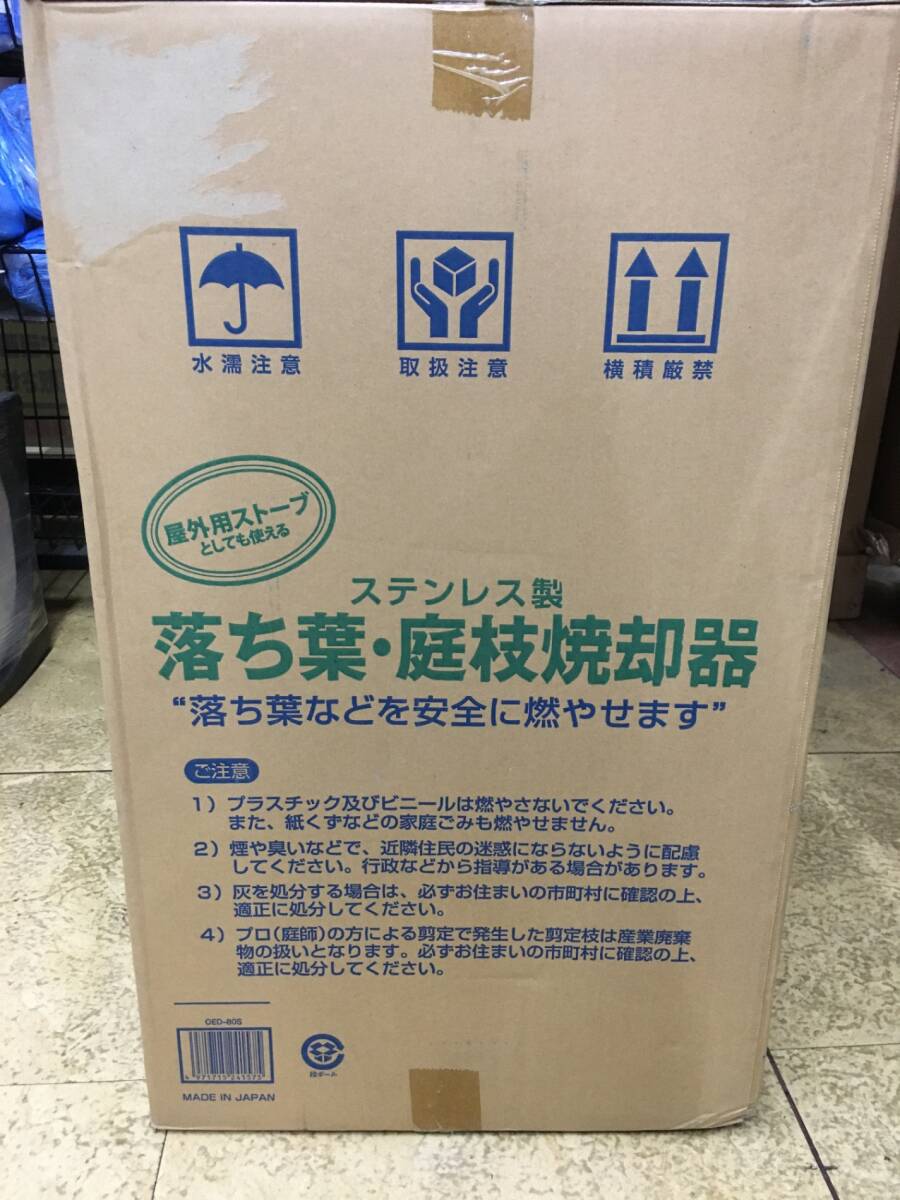 水濡注意
取扱注意
横積厳禁
屋外用ストーブ
としても使える
ステンレス製
落ち葉・庭枝焼却器
“落ち葉などを安全に燃やせます”
ご注意
1）プラスチック及びビニールは燃やさないでください。
また、紙くずなどの家庭ごみも燃やせません。
2）煙や臭いなどで、近隣住民の迷惑にならないように配慮
してください。行政などから指導がある場合があります。
3）灰を処分する場合は、必ずお住まいの市町村に確認の上、
適正に処分してください。
4）プロ（庭師）の方による剪定で発生した剪定枝は産業廃棄
物の扱いとなります。必ずお住まいの市町村に確認の上、
適正に処分してください。
OED-80S
4 971715 241575
段ボール
MADE IN JAPAN